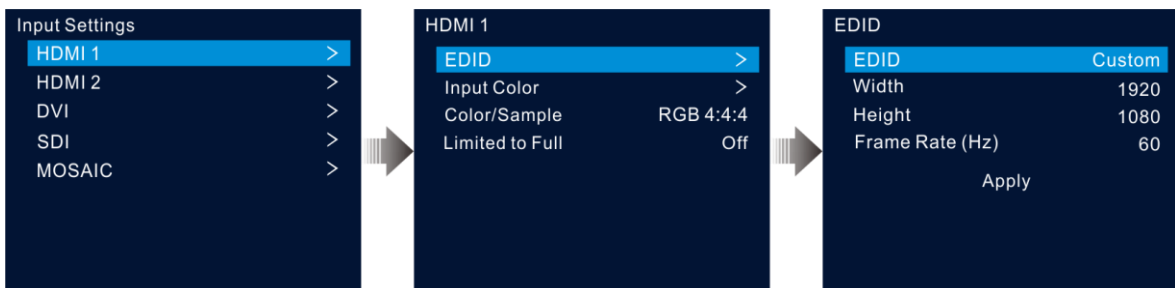 Input Settings
HDMI 1 >
HDMI 2 >
DVI >
SDI >
MOSAIC >
HDMI 1
EDID >
Input Color >
Color/Sample RGB 4:4:4
Limited to Full Off
EDID
EDID Custom
Width 1920
Height 1080
Frame Rate (Hz) 60
Apply